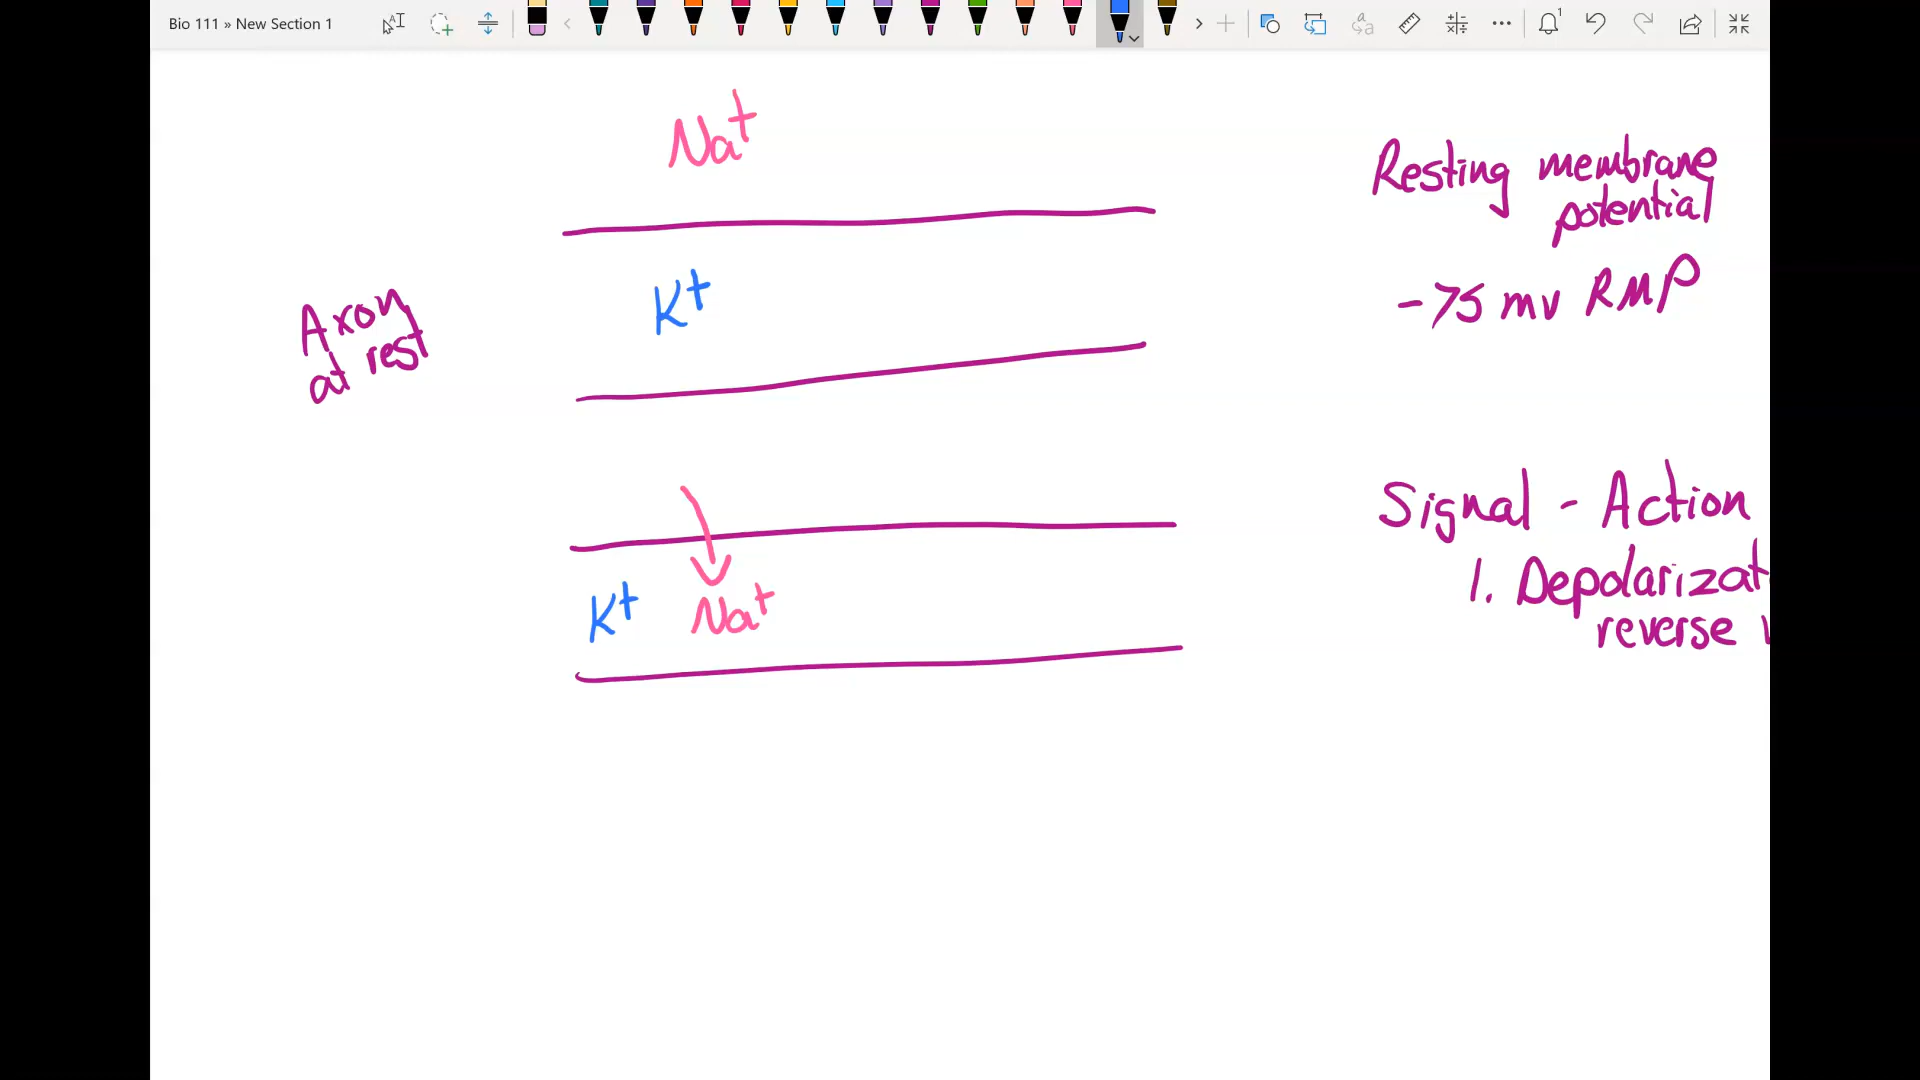 Bio 111 » New Section 1
Na+
Resting membrane
potential
K+
-75 mv RMP
Axon
at rest
Signal - Action
1. Depolarizat
reverse
K+ Na+